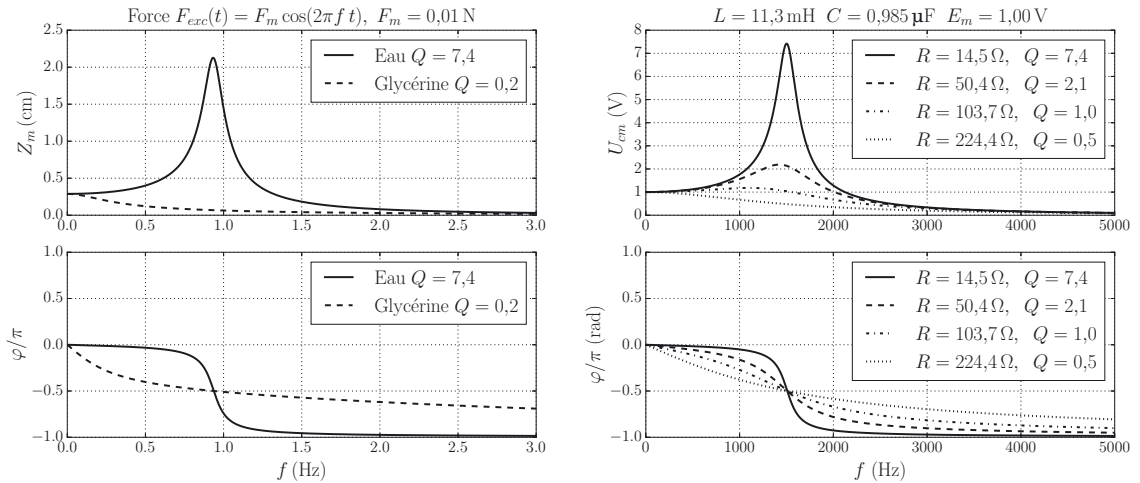 Force F_exc(t) = F_m cos(2πf t), F_m = 0,01 N
Z_m (cm)
2.5
2.0
1.5
1.0
0.5
0.0
Eau Q = 7,4
Glycérine Q = 0,2
0.0 0.5 1.0 1.5 2.0 2.5 3.0
L = 11,3 mH C = 0,985 µF E_m = 1,00 V
U_cm (V)
8
7
6
5
4
3
2
1
0
R = 14,5 Ω, Q = 7,4
R = 50,4 Ω, Q = 2,1
R = 103,7 Ω, Q = 1,0
R = 224,4 Ω, Q = 0,5
0 1000 2000 3000 4000 5000
φ/π
1.0
0.5
0.0
−0.5
−1.0
Eau Q = 7,4
Glycérine Q = 0,2
0.0 0.5 1.0 1.5 2.0 2.5 3.0
f (Hz)
φ/π (rad)
1.0
0.5
0.0
−0.5
−1.0
R = 14,5 Ω, Q = 7,4
R = 50,4 Ω, Q = 2,1
R = 103,7 Ω, Q = 1,0
R = 224,4 Ω, Q = 0,5
0 1000 2000 3000 4000 5000
f (Hz)